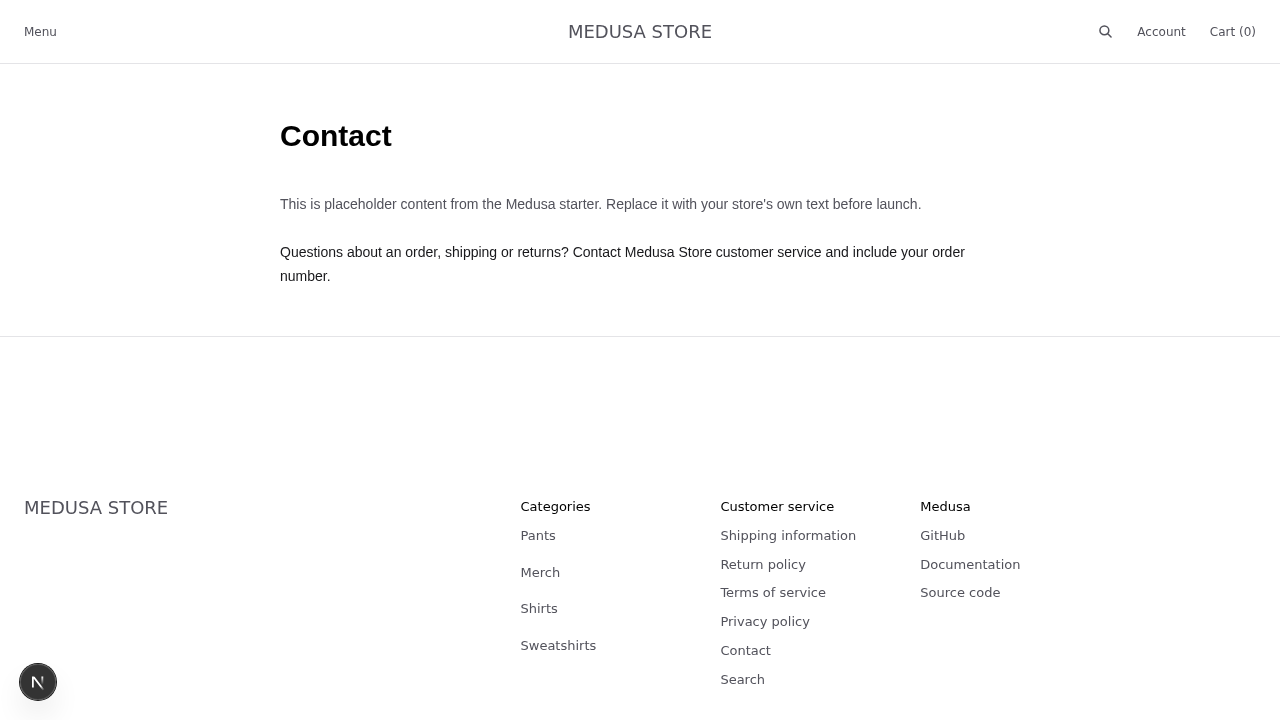 Menu
MEDUSA STORE
Account
Cart (0)
Contact
This is placeholder content from the Medusa starter. Replace it with your store's own text before launch.
Questions about an order, shipping or returns? Contact Medusa Store customer service and include your order
number.
MEDUSA STORE
Categories
Pants
Merch
Shirts
Sweatshirts
Customer service
Shipping information
Return policy
Terms of service
Privacy policy
Contact
Search
Medusa
GitHub
Documentation
Source code
N